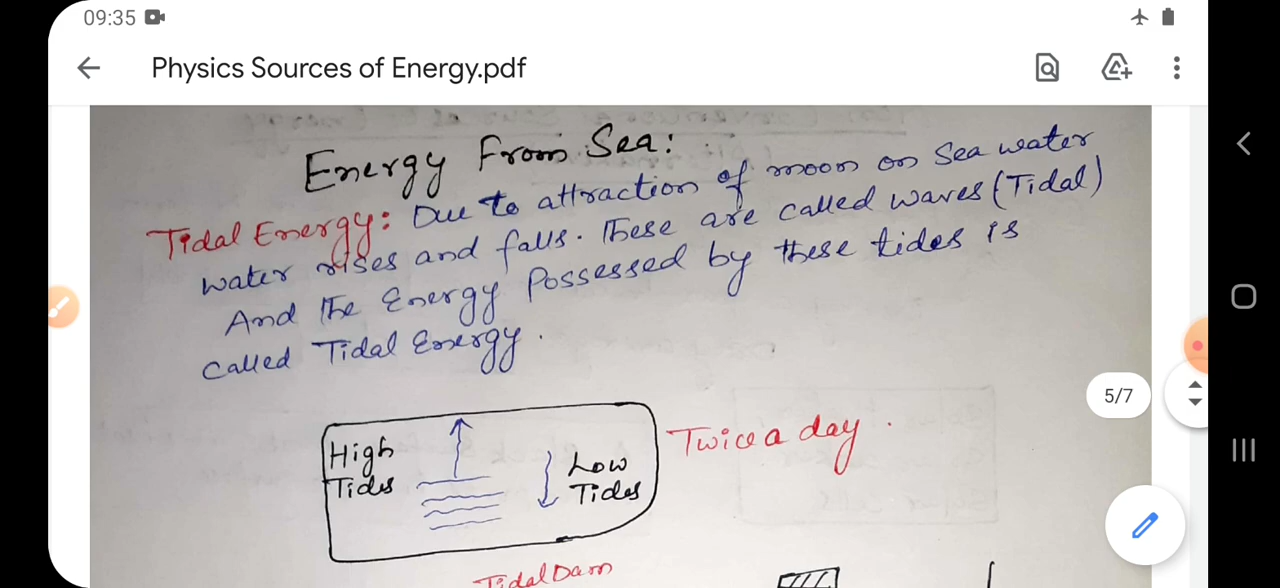 09:35
Physics Sources of Energy.pdf
Energy From Sea:
Tidal Energy: Due to attraction of moon on Sea water
water rises and falls. These are called waves (Tidal)
And the Energy Possessed by these tides is
called Tidal Energy.
5/7
High
Tides
Low
Tides
Twice a day.
Tidal Dam